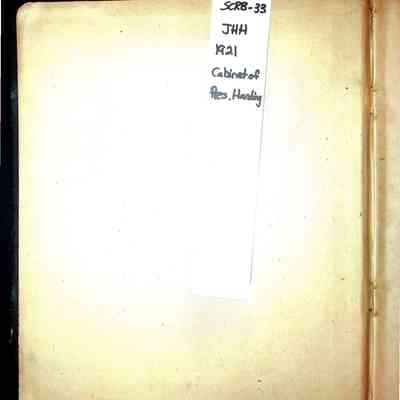 SCRB-33
JHH
1921
Cabinet of
Pres. Harding